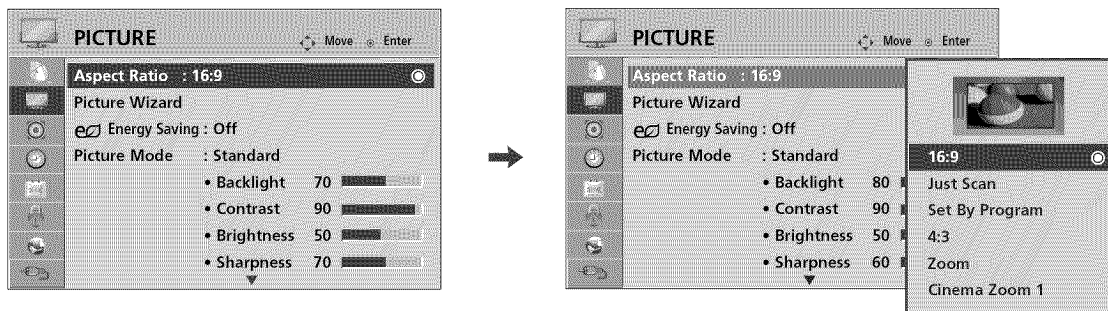 PICTURE
Move Enter
Aspect Ratio : 16:9
Picture Wizard
Energy Saving : Off
Picture Mode : Standard
• Backlight 70
• Contrast 90
• Brightness 50
• Sharpness 70
PICTURE
Move Enter
Aspect Ratio : 16:9
Picture Wizard
Energy Saving : Off
Picture Mode : Standard
• Backlight 80
• Contrast 90
• Brightness 50
• Sharpness 60
16:9
Just Scan
Set By Program
4:3
Zoom
Cinema Zoom 1